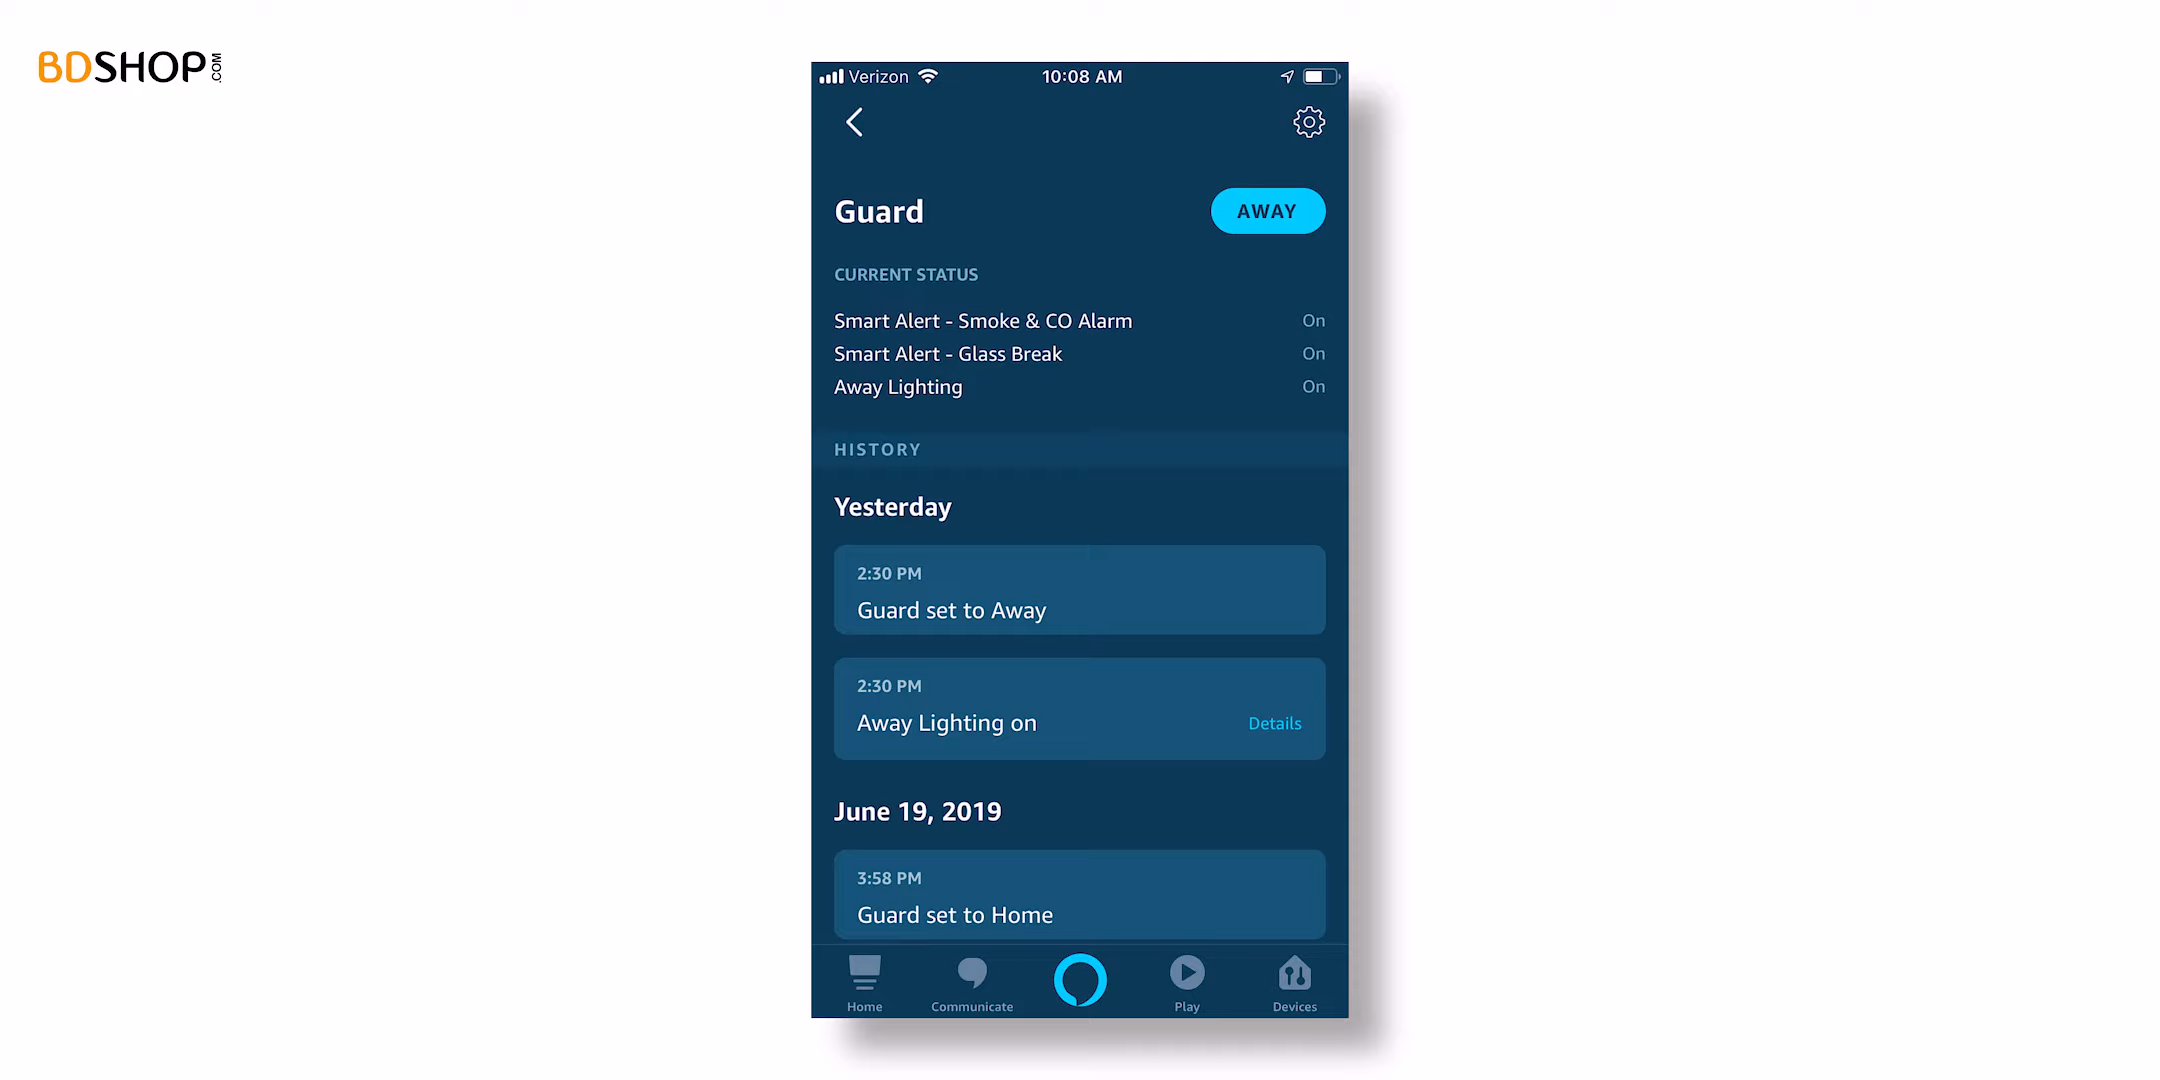 BDSHOP.COM
Verizon 10:08 AM
Guard AWAY
CURRENT STATUS
Smart Alert - Smoke & CO Alarm On
Smart Alert - Glass Break On
Away Lighting On
HISTORY
Yesterday
2:30 PM
Guard set to Away
2:30 PM
Away Lighting on Details
June 19, 2019
3:58 PM
Guard set to Home
Home Communicate Play Devices